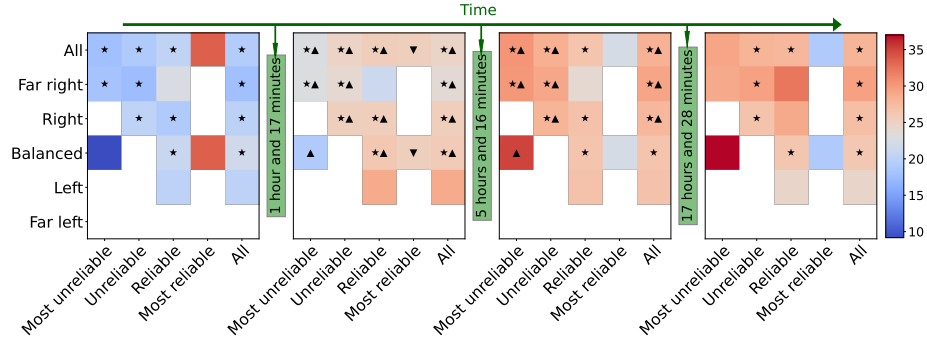 Time
All
Far right
Right
Balanced
Left
Far left
1 hour and 17 minutes
5 hours and 16 minutes
17 hours and 28 minutes
35
30
25
20
15
10
Most unreliable
Unreliable
Reliable
Most reliable
All
Most unreliable
Unreliable
Reliable
Most reliable
All
Most unreliable
Unreliable
Reliable
Most reliable
All
Most unreliable
Unreliable
Reliable
Most reliable
All